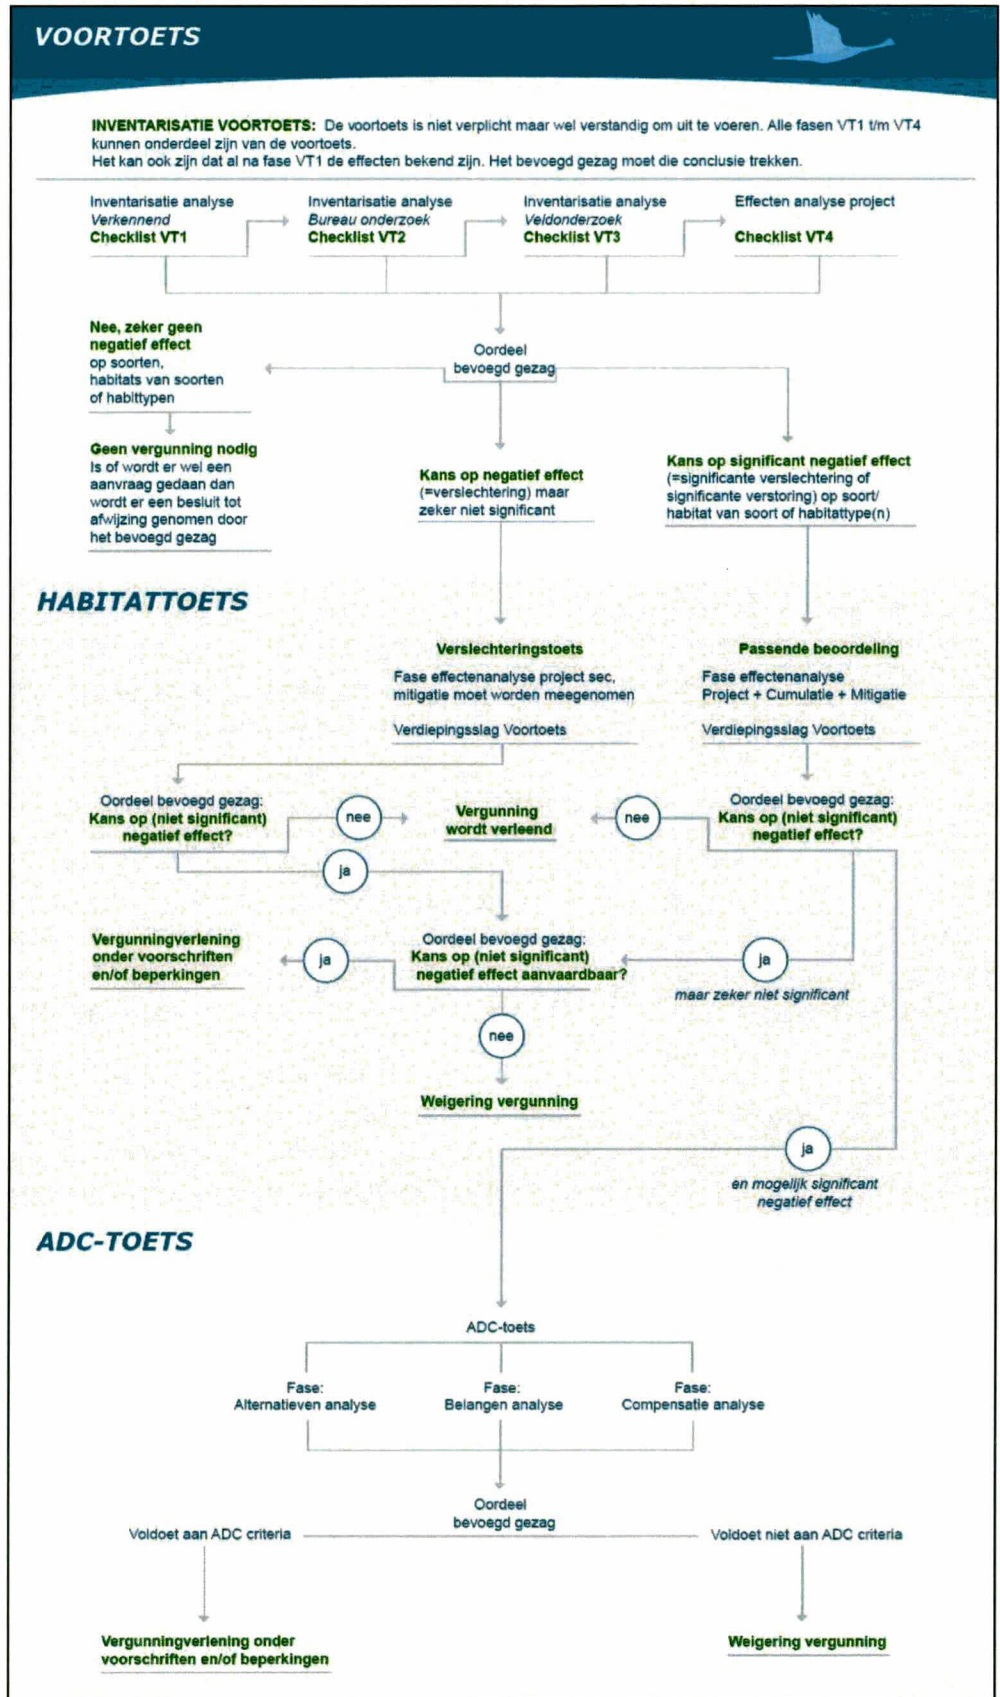 VOORTOETS
INVENTARISATIE VOORTOETS: De voortoets is niet verplicht maar wel verstandig om uit te voeren. Alle fasen VT1 t/m VT4
kunnen onderdeel zijn van de voortoets.
Het kan ook zijn dat al na fase VT1 de effecten bekend zijn. Het bevoegd gezag moet die conclusie trekken.
Inventarisatie analyse
Verkennend
Checklist VT1
Inventarisatie analyse
Bureau onderzoek
Checklist VT2
Inventarisatie analyse
Veldonderzoek
Checklist VT3
Effecten analyse project
Checklist VT4
Oordeel
bevoegd gezag
Nee, zeker geen
negatief effect
op soorten,
habitats van soorten
of habittypen
Geen vergunning nodig
Is of wordt er wel een
aanvraag gedaan dan
wordt er een besluit tot
afwijzing genomen door
het bevoegd gezag
Kans op negatief effect
(=verslechtering) maar
zeker niet significant
Kans op significant negatief effect
(=significante verslechtering of
significante verstoring) op soort/
habitat van soort of habitattype(n)
HABITATTOETS
Verslechteringstoets
Fase effectenanalyse project sec,
mitigatie moet worden meegenomen
Verdiepingsslag Voortoets
Passende beoordeling
Fase effectenanalyse
Project + Cumulatie + Mitigatie
Verdiepingsslag Voortoets
Oordeel bevoegd gezag:
Kans op (niet significant)
negatief effect?
nee
Vergunning
wordt verleend
nee
Oordeel bevoegd gezag:
Kans op (niet significant)
negatief effect?
ja
Vergunningverlening
onder voorschriften
en/of beperkingen
ja
Oordeel bevoegd gezag:
Kans op (niet significant)
negatief effect aanvaardbaar?
ja
maar zeker niet significant
nee
Weigering vergunning
ja
en mogelijk significant
negatief effect
ADC-TOETS
ADC-toets
Fase:
Alternatieven analyse
Fase:
Belangen analyse
Fase:
Compensatie analyse
Oordeel
bevoegd gezag
Voldoet aan ADC criteria
Voldoet niet aan ADC criteria
Vergunningverlening onder
voorschriften en/of beperkingen
Weigering vergunning